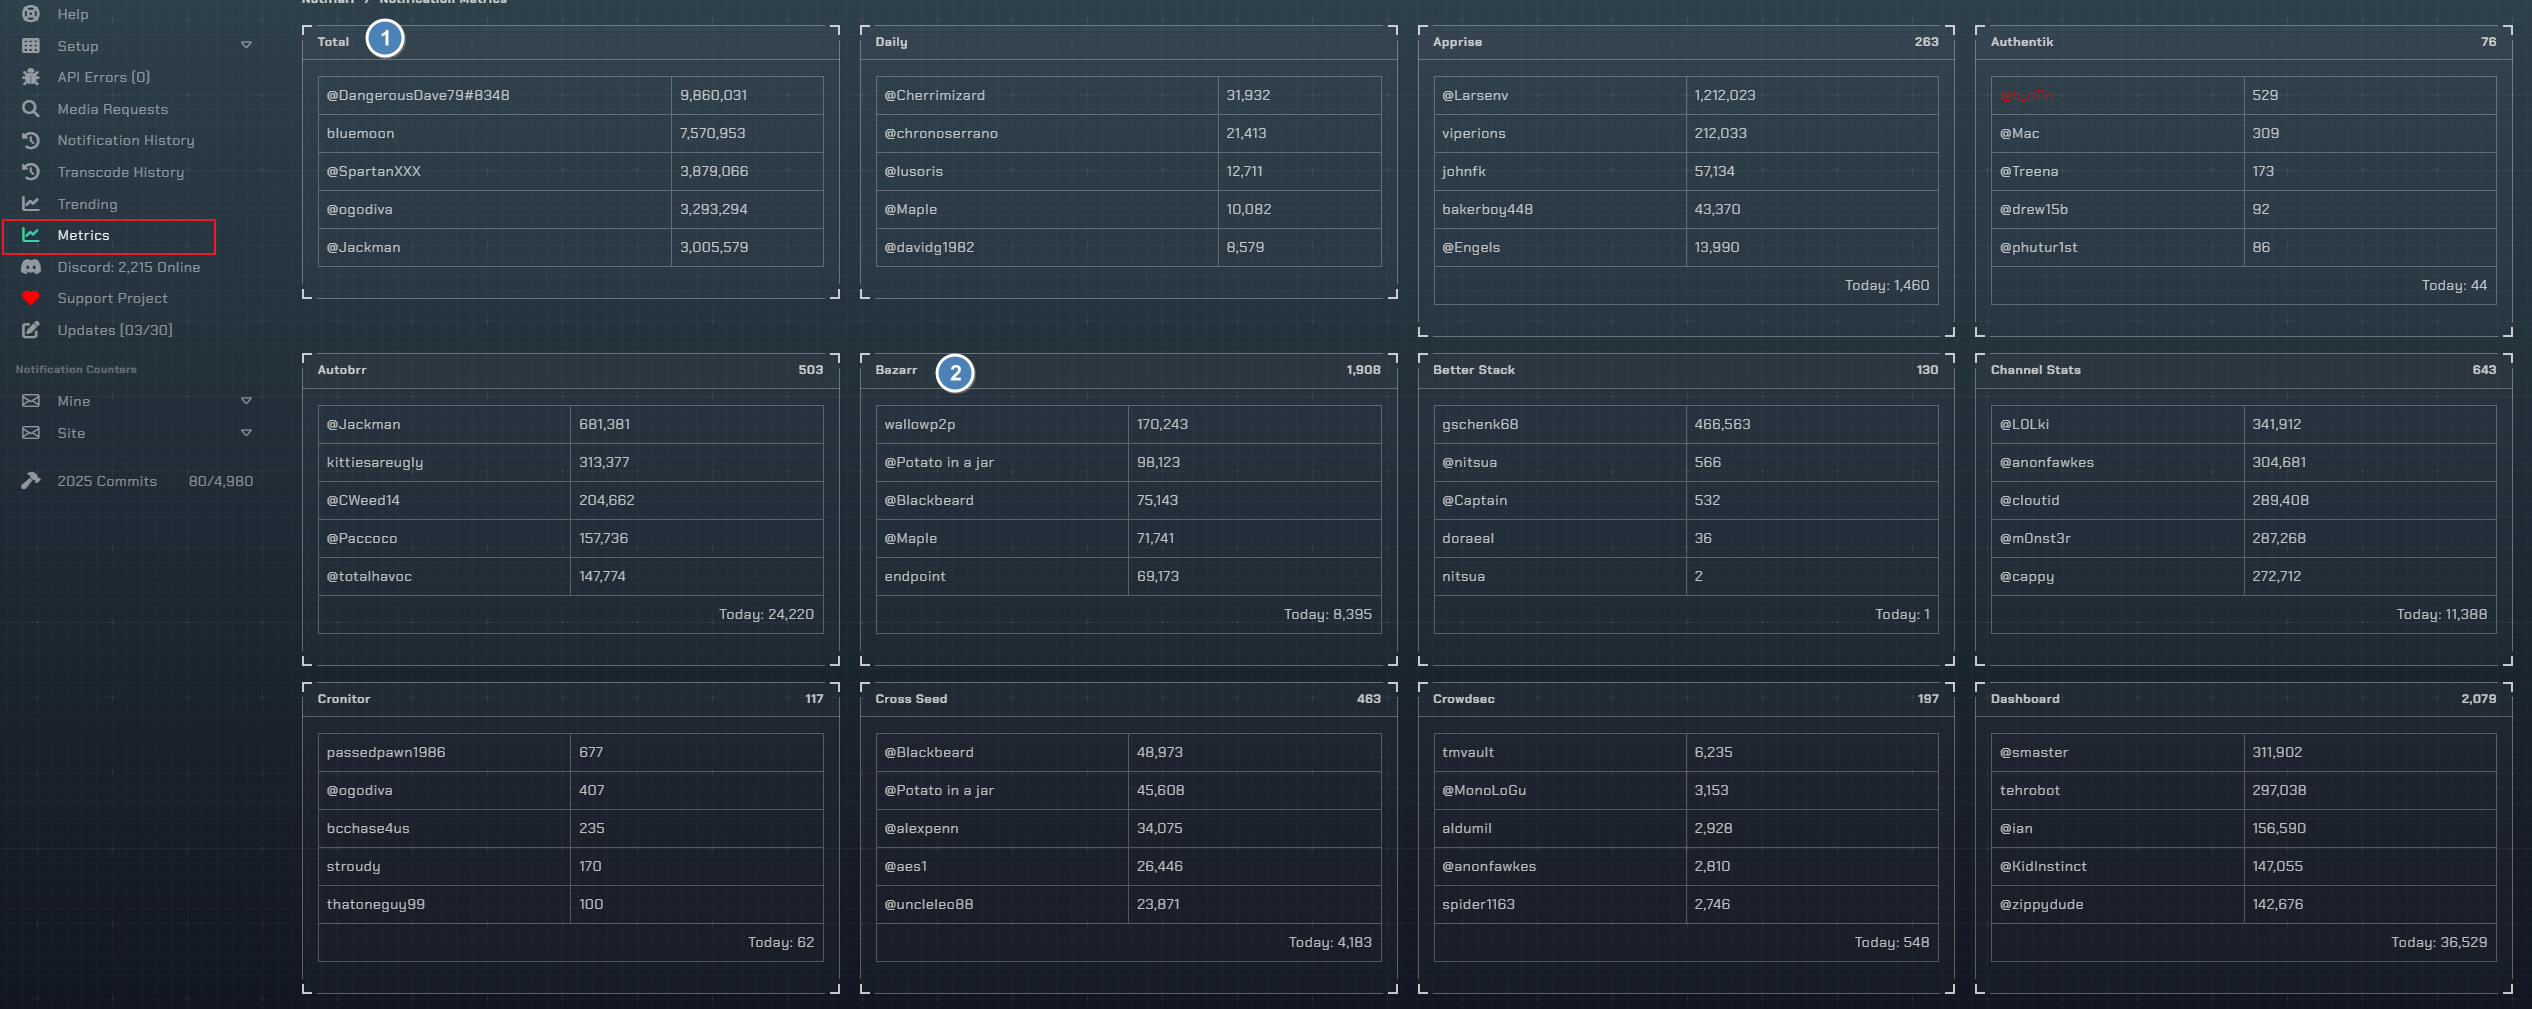 Notifiarr / Notification Metrics
Help
Setup
API Errors (0)
Media Requests
Notification History
Transcode History
Trending
Metrics
Discord: 2,215 Online
Support Project
Updates [03/30]
Notification Counters
Mine
Site
2025 Commits 80/4,980
Total 1
@DangerousDave79#8348 9,860,031
bluemoon 7,570,953
@SpartanXXX 3,879,066
@ogodiva 3,293,294
@Jackman 3,005,579
Daily
@Cherrimizard 31,932
@chronoserrano 21,413
@lusoris 12,711
@Maple 10,082
@davidg1982 8,579
Apprise 263
@Larsenv 1,212,023
viperions 212,033
johnfk 57,134
bakerboy448 43,370
@Engels 13,990
Today: 1,460
Authentik 76
@b_d0n 529
@Mac 309
@Treena 173
@drew15b 92
@phutur1st 86
Today: 44
Autobrr 503
@Jackman 681,381
kittiesareugly 313,377
@CWeed14 204,662
@Paccoco 157,736
@totalhavoc 147,774
Today: 24,220
Bazarr 2 1,908
wallowp2p 170,243
@Potato in a jar 98,123
@Blackbeard 75,143
@Maple 71,741
endpoint 69,173
Today: 8,395
Better Stack 130
gschenk68 466,563
@nitsua 566
@Captain 532
doraeal 36
nitsua 2
Today: 1
Channel Stats 643
@L0Lki 341,912
@anonfawkes 304,681
@cloutid 289,408
@m0nst3r 287,268
@cappy 272,712
Today: 11,388
Cronitor 117
passedpawn1986 677
@ogodiva 407
bcchase4us 235
stroudy 170
thatoneguy99 100
Today: 62
Cross Seed 463
@Blackbeard 48,973
@Potato in a jar 45,608
@alexpenn 34,075
@aes1 26,446
@uncleleo88 23,871
Today: 4,183
Crowdsec 197
tmvault 6,235
@MonoLoGu 3,153
aldumil 2,928
@anonfawkes 2,810
spider1163 2,746
Today: 548
Dashboard 2,079
@smaster 311,902
tehrobot 297,038
@ian 156,590
@KidInstinct 147,055
@zippydude 142,676
Today: 36,529